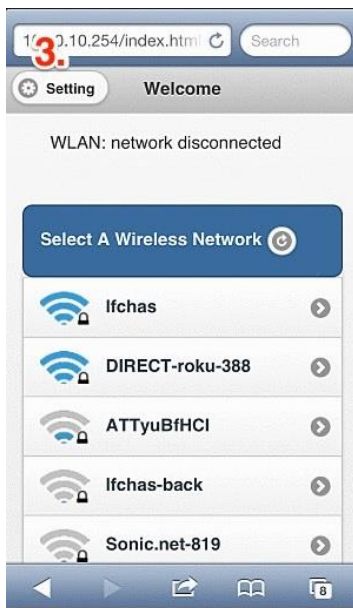 10.0.10.254/index.html
Search
3.
Setting
Welcome
WLAN: network disconnected
Select A Wireless Network
lfchas
DIRECT-roku-388
ATTyuBfHCI
lfchas-back
Sonic.net-819
8